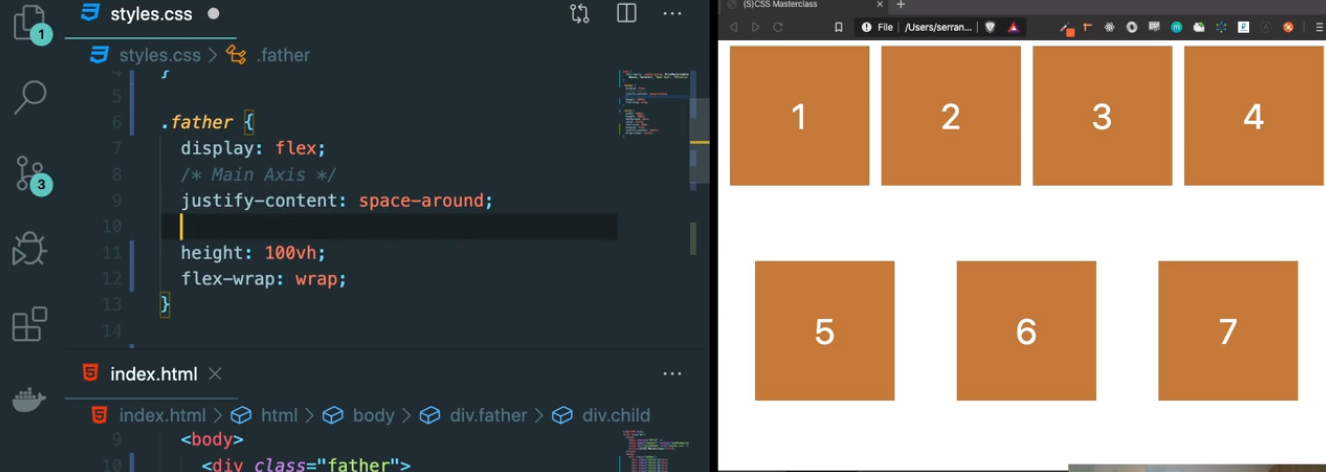 styles.css
styles.css > .father
4 }
5
6 .father {
7 display: flex;
8 /* Main Axis */
9 justify-content: space-around;
10
11 height: 100vh;
12 flex-wrap: wrap;
13 }
14
index.html
index.html > html > body > div.father > div.child
9 <body>
10 <div class="father">
1
3
(S)CSS Masterclass
File /Users/serran...
1 2 3 4
5 6 7